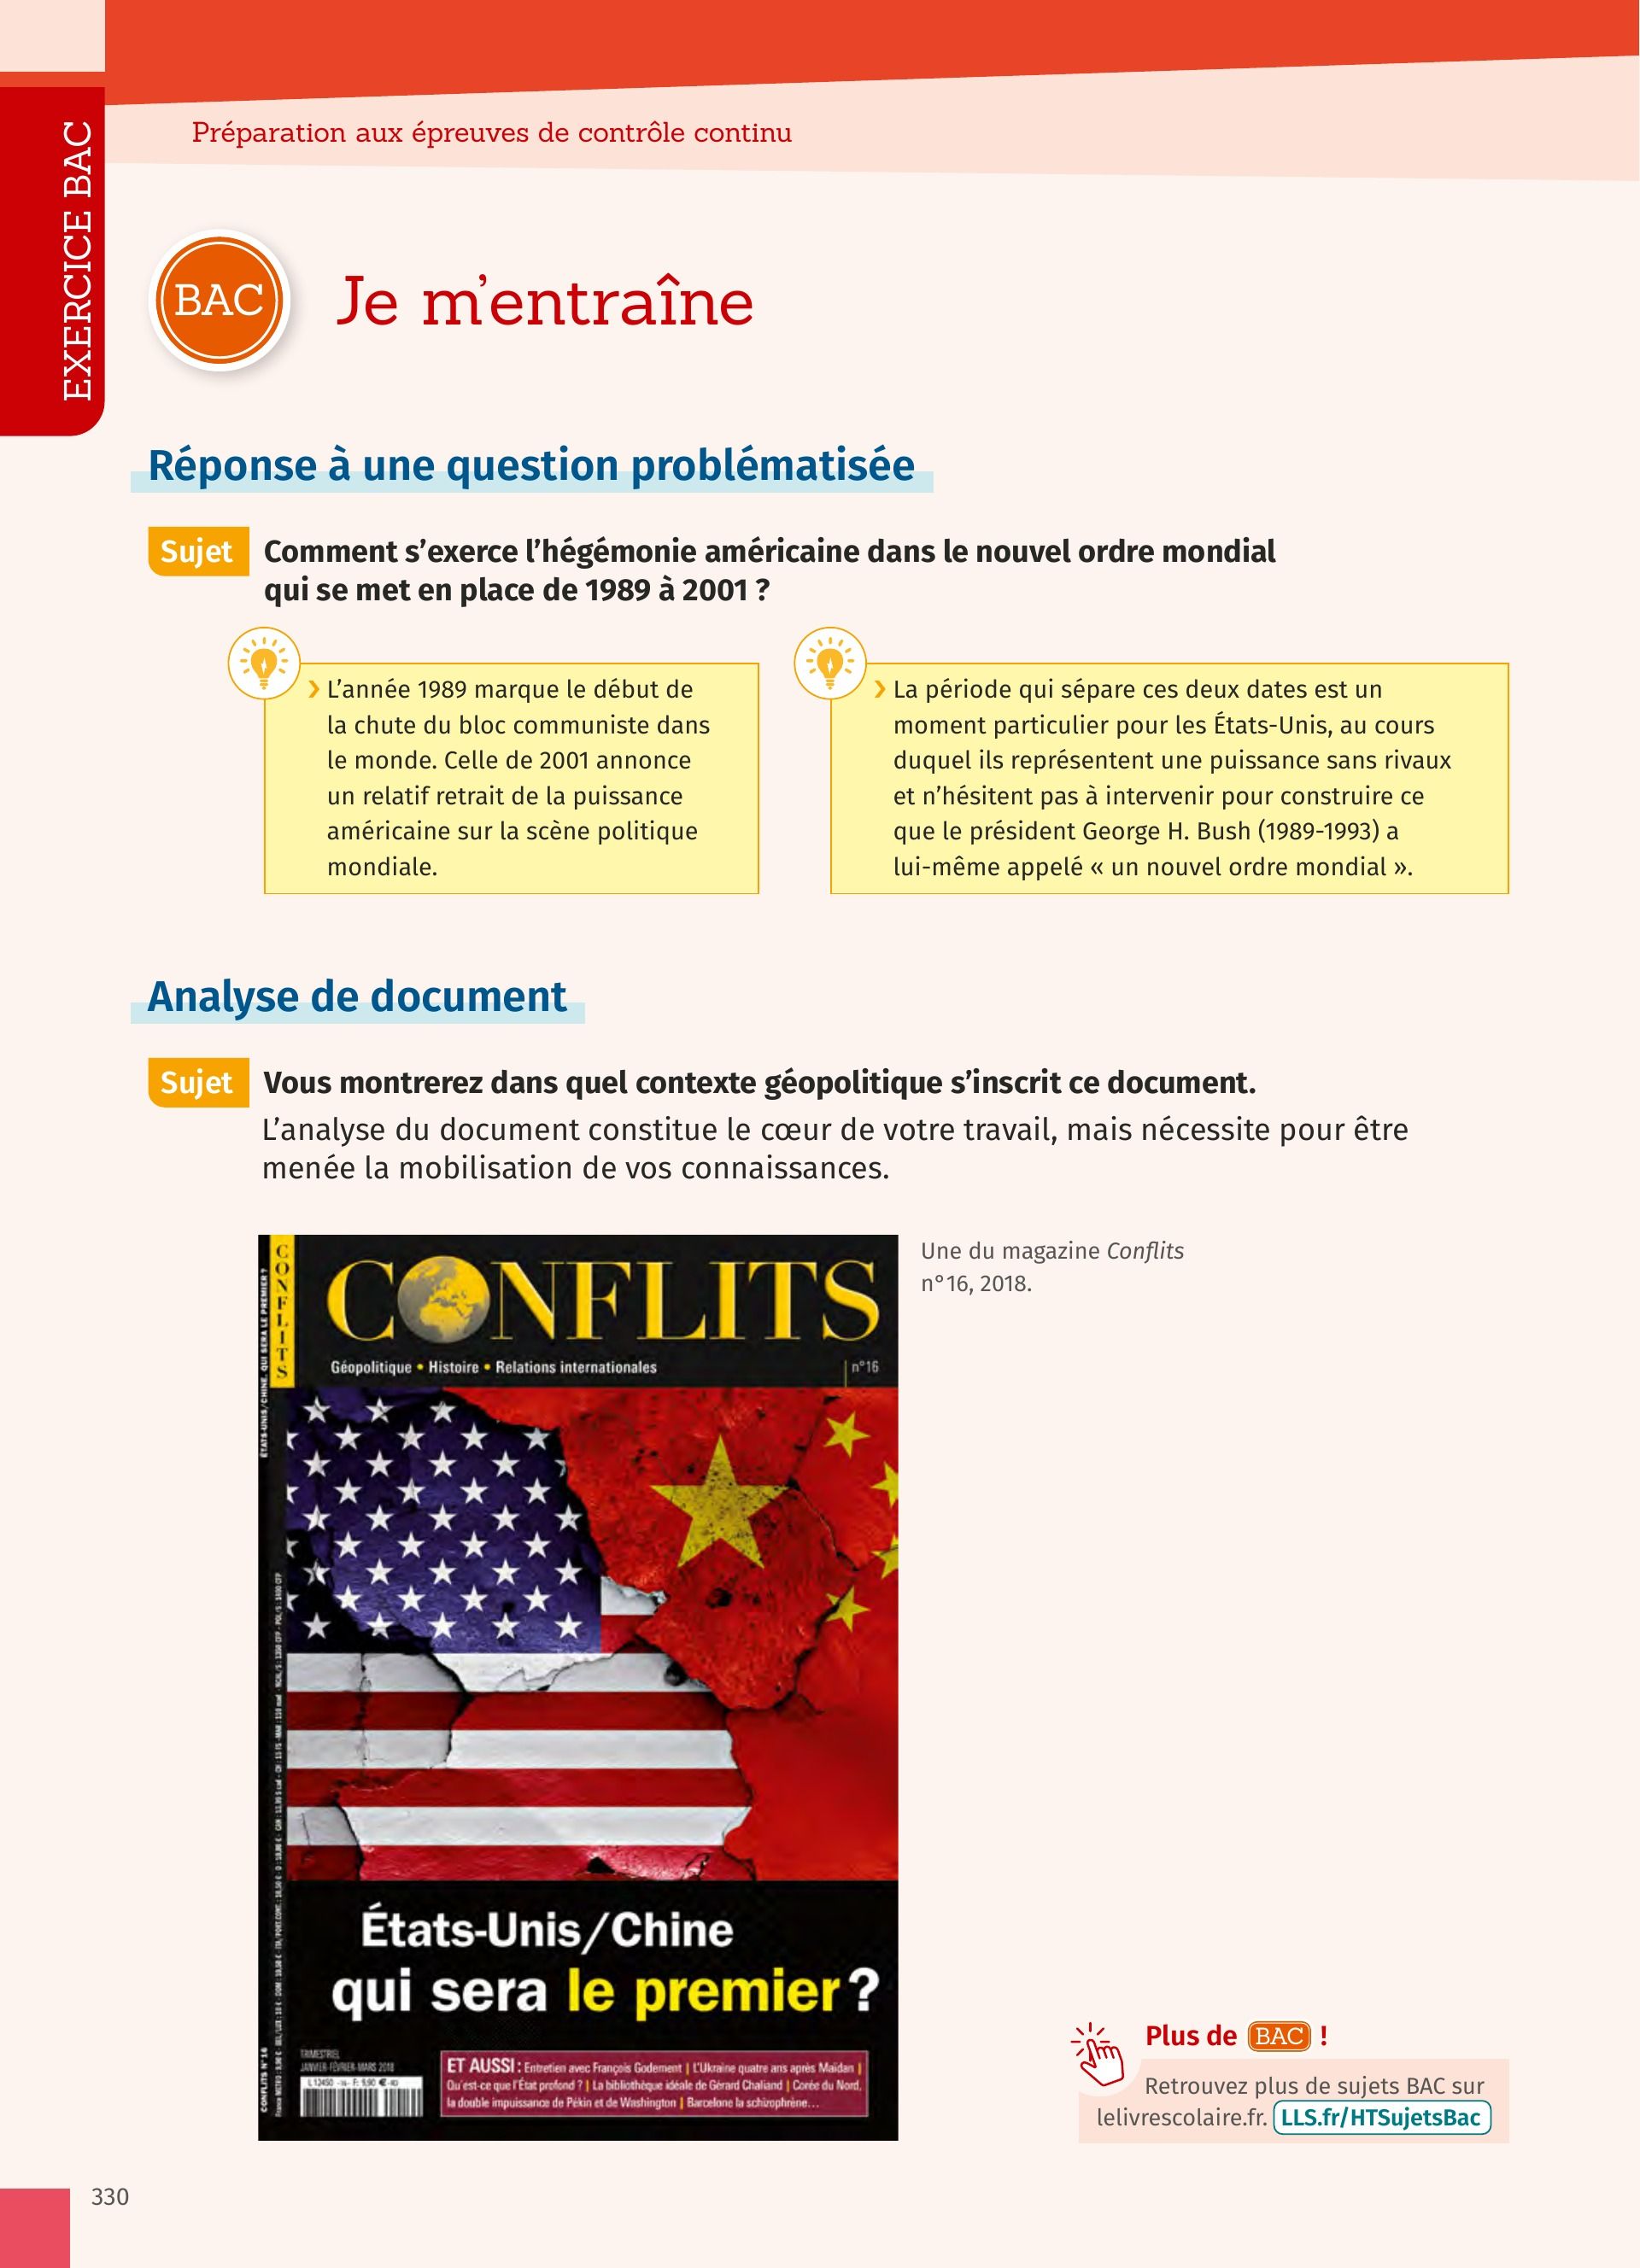 Préparation aux épreuves de contrôle continu
EXERCICE BAC
BAC
Je m'entraîne
Réponse à une question problématisée
Sujet
Comment s'exerce l'hégémonie américaine dans le nouvel ordre mondial
qui se met en place de 1989 à 2001 ?
› L'année 1989 marque le début de
la chute du bloc communiste dans
le monde. Celle de 2001 annonce
un relatif retrait de la puissance
américaine sur la scène politique
mondiale.
› La période qui sépare ces deux dates est un
moment particulier pour les États-Unis, au cours
duquel ils représentent une puissance sans rivaux
et n'hésitent pas à intervenir pour construire ce
que le président George H. Bush (1989-1993) a
lui-même appelé « un nouvel ordre mondial ».
Analyse de document
Sujet
Vous montrerez dans quel contexte géopolitique s'inscrit ce document.
L'analyse du document constitue le cœur de votre travail, mais nécessite pour être
menée la mobilisation de vos connaissances.
CONFLITS
ÉTATS-UNIS/CHINE, QUI SERA LE PREMIER ?
CONFLITS
Géopolitique • Histoire • Relations internationales
n°16
Une du magazine Conflits
n°16, 2018.
États-Unis/Chine
qui sera le premier ?
CONFLITS N°16
TRIMESTRIEL
JANVIER-FÉVRIER-MARS 2018
ET AUSSI : Entretien avec François Godement | L'Ukraine quatre ans après Maïdan |
Qu'est-ce que l'État profond ? | La bibliothèque idéale de Gérard Chaliand | Corée du Nord,
la double impuissance de Pékin et de Washington | Barcelone la schizophrène...
Plus de BAC !
Retrouvez plus de sujets BAC sur
lelivrescolaire.fr. LLS.fr/HTSujetsBac
330